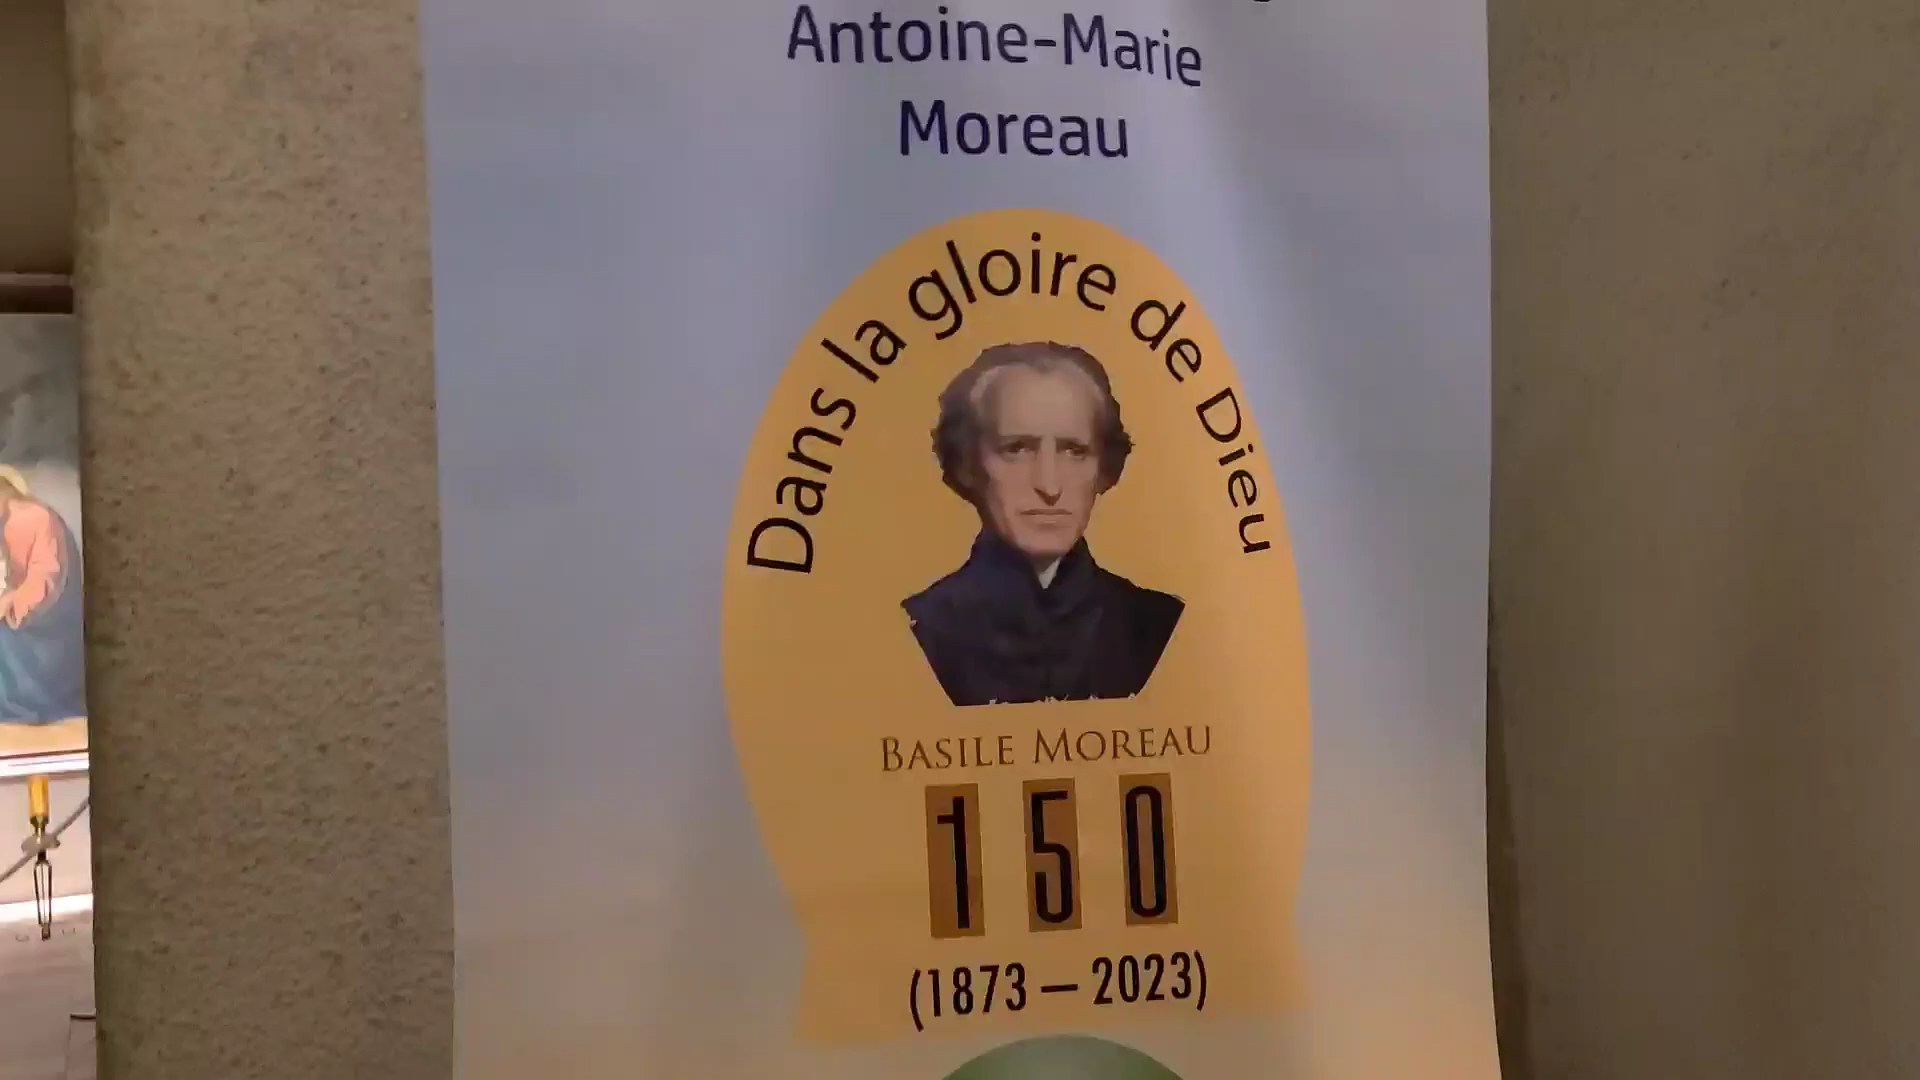 Antoine-Marie
Moreau
Dans la gloire de Dieu
BASILE MOREAU
150
(1873 – 2023)